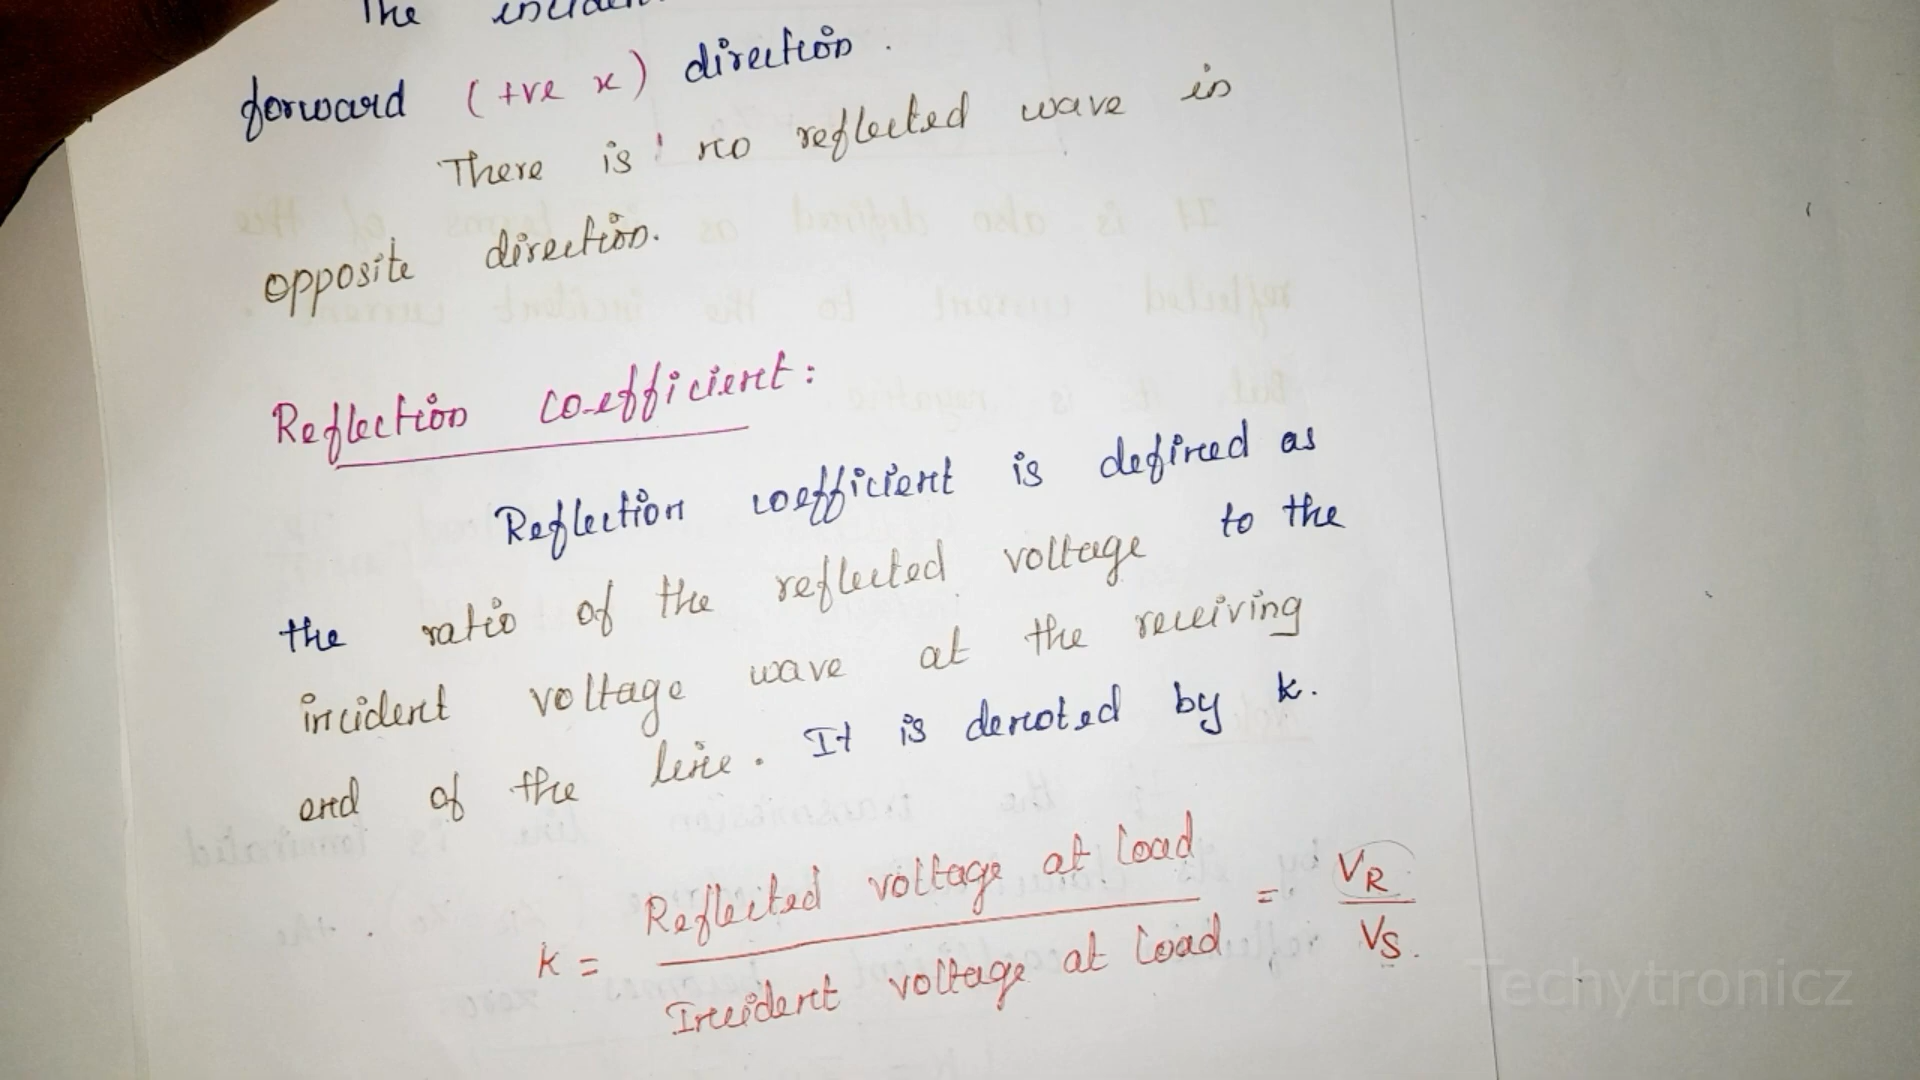 The
forward (+ve x) direction.
There is no reflected wave in
opposite direction.
Reflection co-efficient:
Reflection coefficient is defined as
the ratio of the reflected voltage to the
incident voltage wave at the receiving
end of the line. It is denoted by k.
K = Reflected voltage at load / Incident voltage at load = VR / VS.
Techytronicz